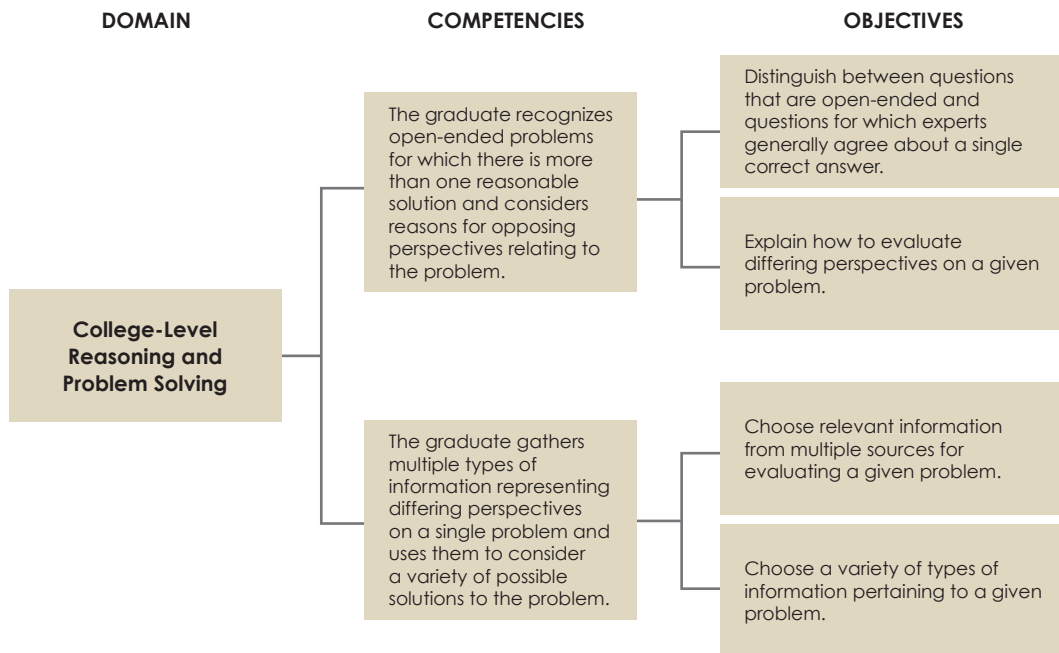 DOMAIN
COMPETENCIES
OBJECTIVES
College-Level
Reasoning and
Problem Solving
The graduate recognizes
open-ended problems
for which there is more
than one reasonable
solution and considers
reasons for opposing
perspectives relating to
the problem.
Distinguish between questions
that are open-ended and
questions for which experts
generally agree about a single
correct answer.
Explain how to evaluate
differing perspectives on a given
problem.
The graduate gathers
multiple types of
information representing
differing perspectives
on a single problem and
uses them to consider
a variety of possible
solutions to the problem.
Choose relevant information
from multiple sources for
evaluating a given problem.
Choose a variety of types of
information pertaining to a given
problem.